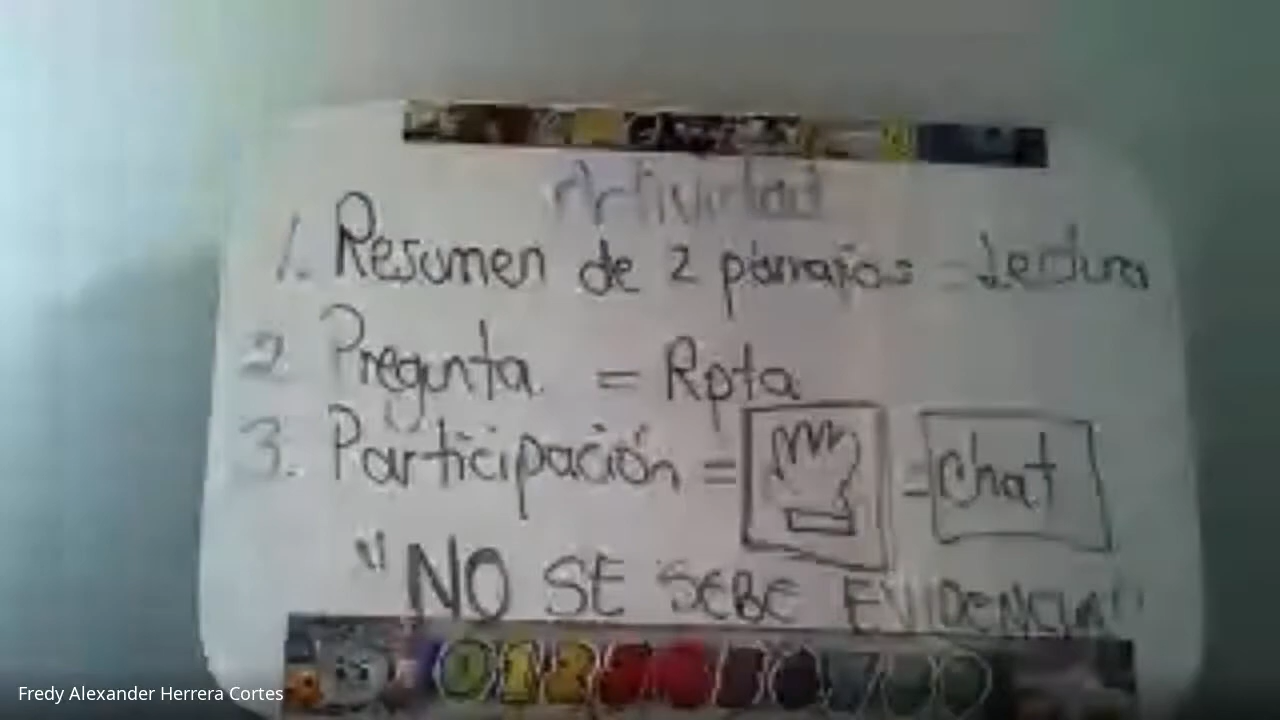 Actividad
1. Resumen de 2 párrafos = Lectura
2. Pregunta = Rpta
3. Participación = = chat
"NO SE SEBE EVIDENCIA"
Fredy Alexander Herrera Cortes